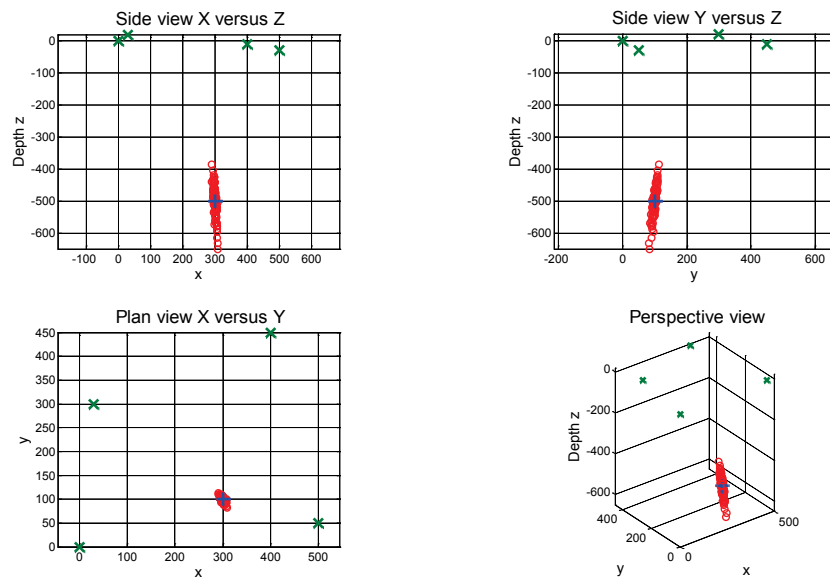 Side view X versus Z
0
-100
-200
-300
-400
-500
-600
Depth z
-100 0 100 200 300 400 500 600
x
Side view Y versus Z
0
-100
-200
-300
-400
-500
-600
Depth z
-200 0 200 400 600
y
Plan view X versus Y
450
400
350
300
250
200
150
100
50
0
y
0 100 200 300 400 500
x
Perspective view
0
-200
-400
-600
Depth z
400
200
0
0
500
y
x